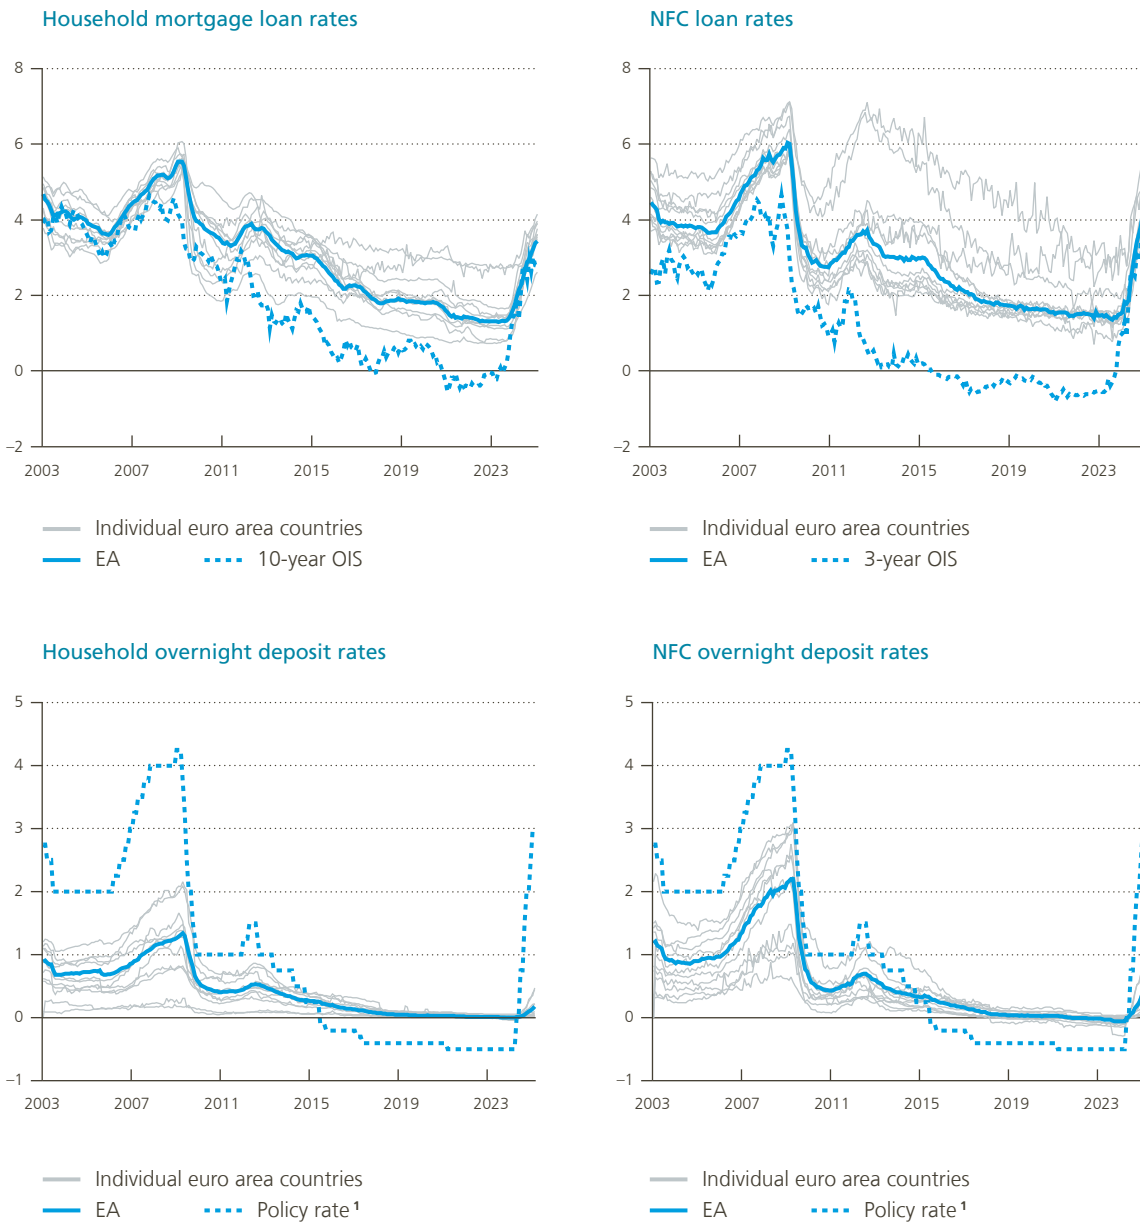 Household mortgage loan rates
8
6
4
2
0
–2
2003 2007 2011 2015 2019 2023
Individual euro area countries
EA 10-year OIS
NFC loan rates
8
6
4
2
0
–2
2003 2007 2011 2015 2019 2023
Individual euro area countries
EA 3-year OIS
Household overnight deposit rates
5
4
3
2
1
0
–1
2003 2007 2011 2015 2019 2023
Individual euro area countries
EA Policy rate ¹
NFC overnight deposit rates
5
4
3
2
1
0
–1
2003 2007 2011 2015 2019 2023
Individual euro area countries
EA Policy rate ¹